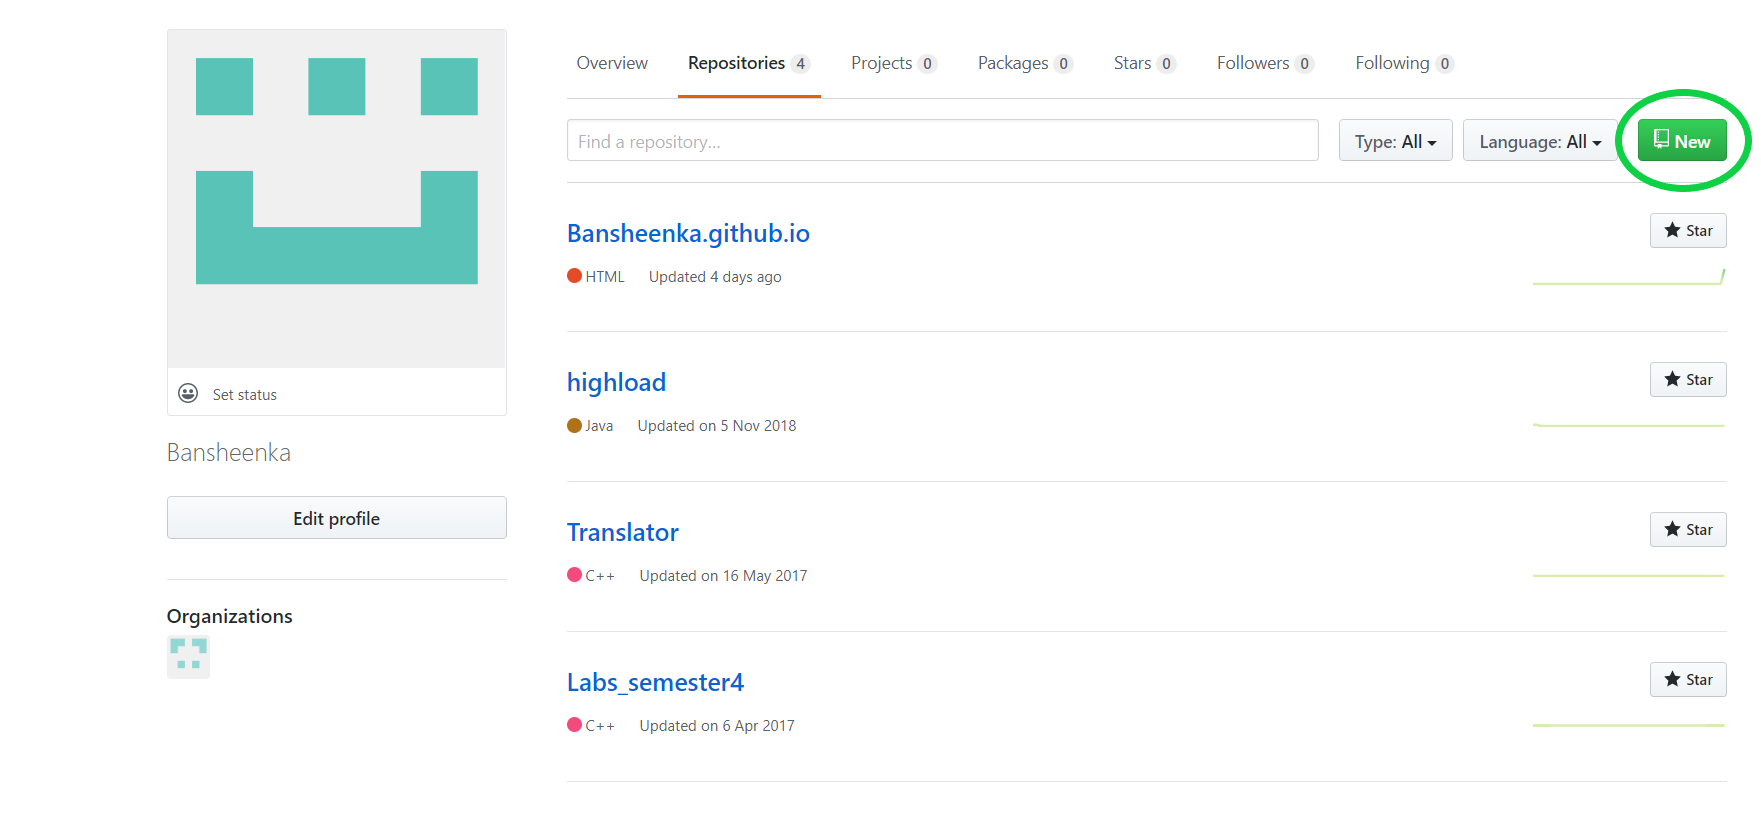 Overview Repositories 4 Projects 0 Packages 0 Stars 0 Followers 0 Following 0
Find a repository… Type: All Language: All New
Bansheenka.github.io Star
HTML Updated 4 days ago
highload Star
Java Updated on 5 Nov 2018
Translator Star
C++ Updated on 16 May 2017
Labs_semester4 Star
C++ Updated on 6 Apr 2017
Set status
Bansheenka
Edit profile
Organizations